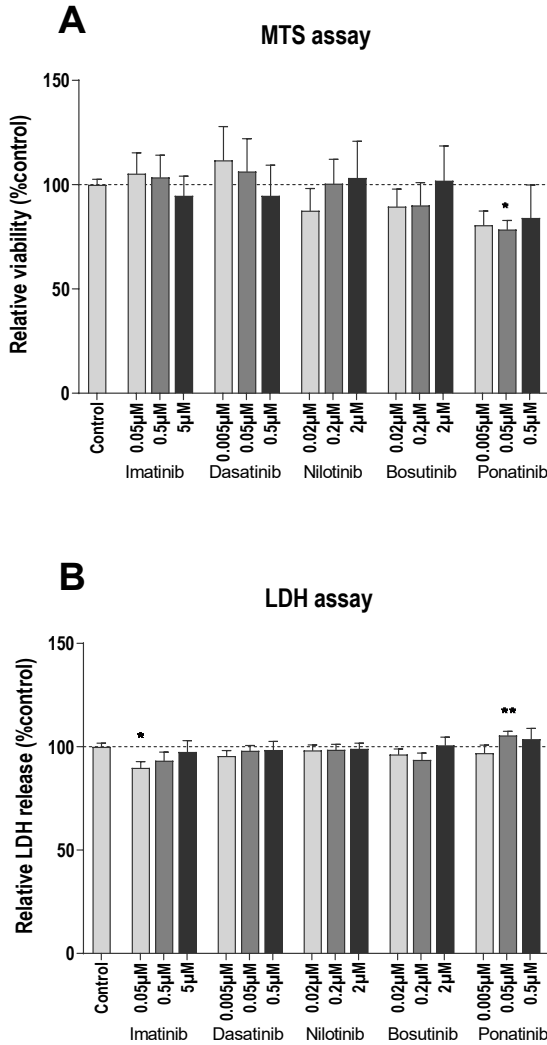 A
MTS assay
Relative viability (%control)
150
100
50
0
*
Control
0.05µM
0.5µM
5µM
0.005µM
0.05µM
0.5µM
0.02µM
0.2µM
2µM
0.02µM
0.2µM
2µM
0.005µM
0.05µM
0.5µM
Imatinib Dasatinib Nilotinib Bosutinib Ponatinib
B
LDH assay
Relative LDH release (%control)
150
100
50
0
*
**
Control
0.05µM
0.5µM
5µM
0.005µM
0.05µM
0.5µM
0.02µM
0.2µM
2µM
0.02µM
0.2µM
2µM
0.005µM
0.05µM
0.5µM
Imatinib Dasatinib Nilotinib Bosutinib Ponatinib